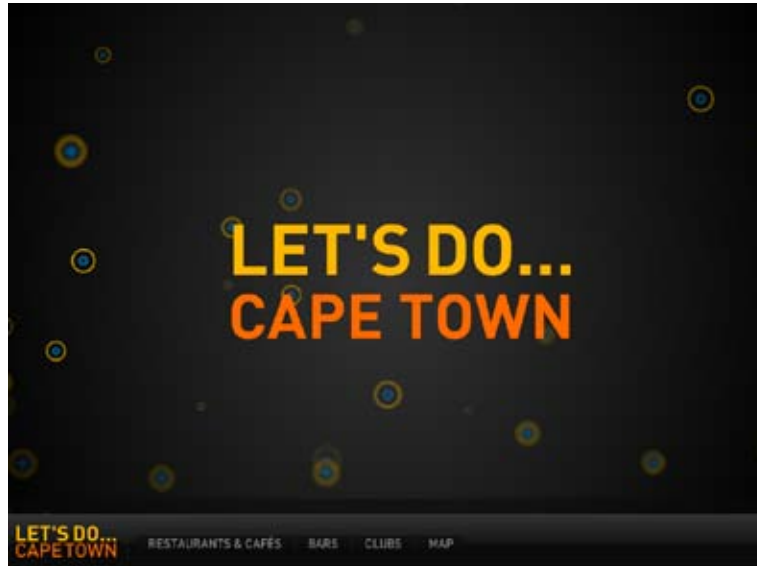 LET'S DO...
CAPE TOWN
LET'S DO...
CAPE TOWN
RESTAURANTS & CAFÉS BARS CLUBS MAP